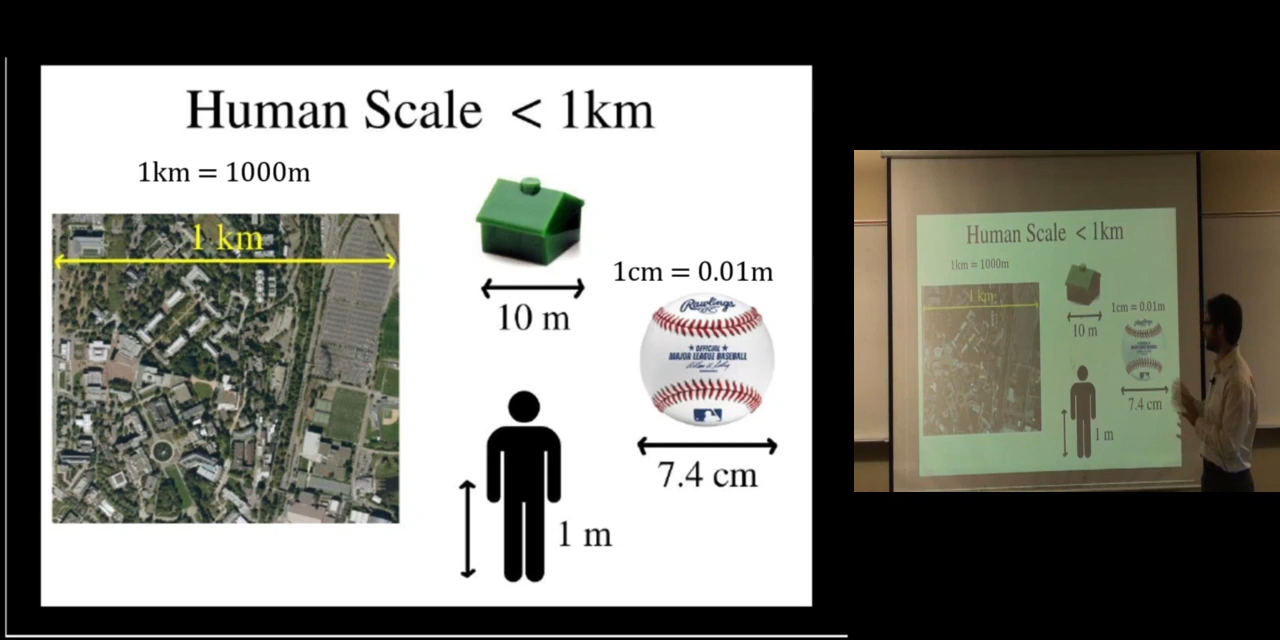 Human Scale < 1km
1km = 1000m
1 km
10 m
1cm = 0.01m
Rawlings
★ OFFICIAL ★
MAJOR LEAGUE BASEBALL
7.4 cm
1 m
Human Scale < 1km
1km = 1000m
1 km
10 m
1cm = 0.01m
7.4 cm
1 m